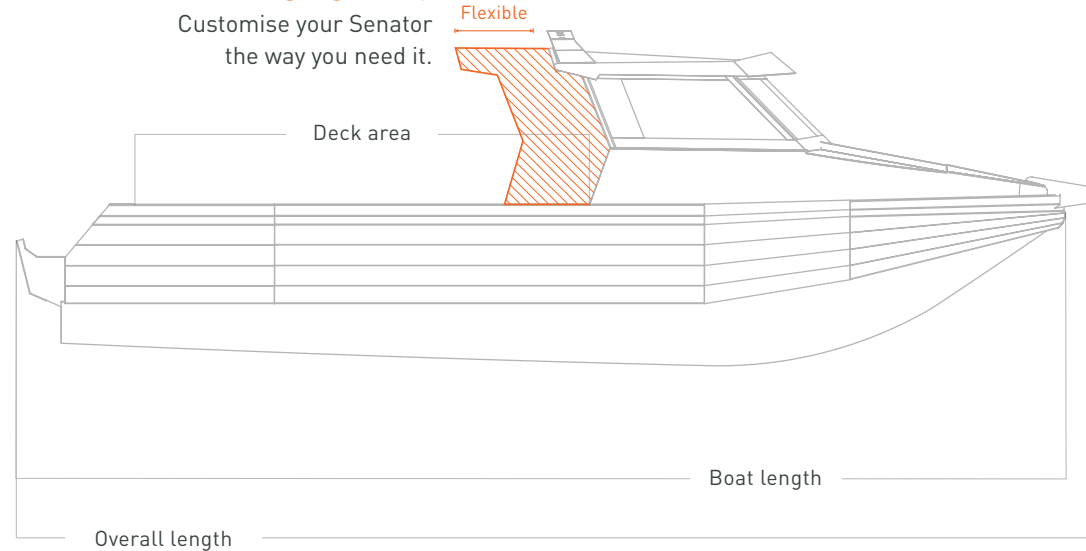 Customise your Senator
the way you need it.
Flexible
Deck area
Boat length
Overall length